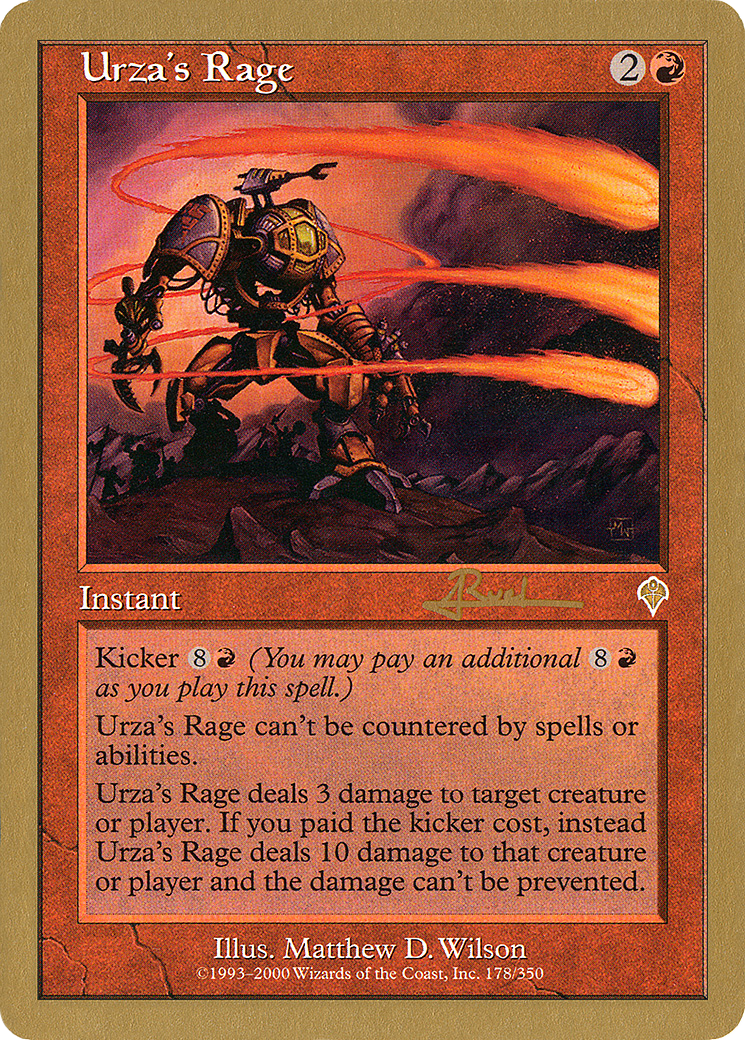 Urza's Rage 2
Instant
Kicker 8 (You may pay an additional 8
as you play this spell.)
Urza's Rage can't be countered by spells or
abilities.
Urza's Rage deals 3 damage to target creature
or player. If you paid the kicker cost, instead
Urza's Rage deals 10 damage to that creature
or player and the damage can't be prevented.
Illus. Matthew D. Wilson
©1993–2000 Wizards of the Coast, Inc. 178/350